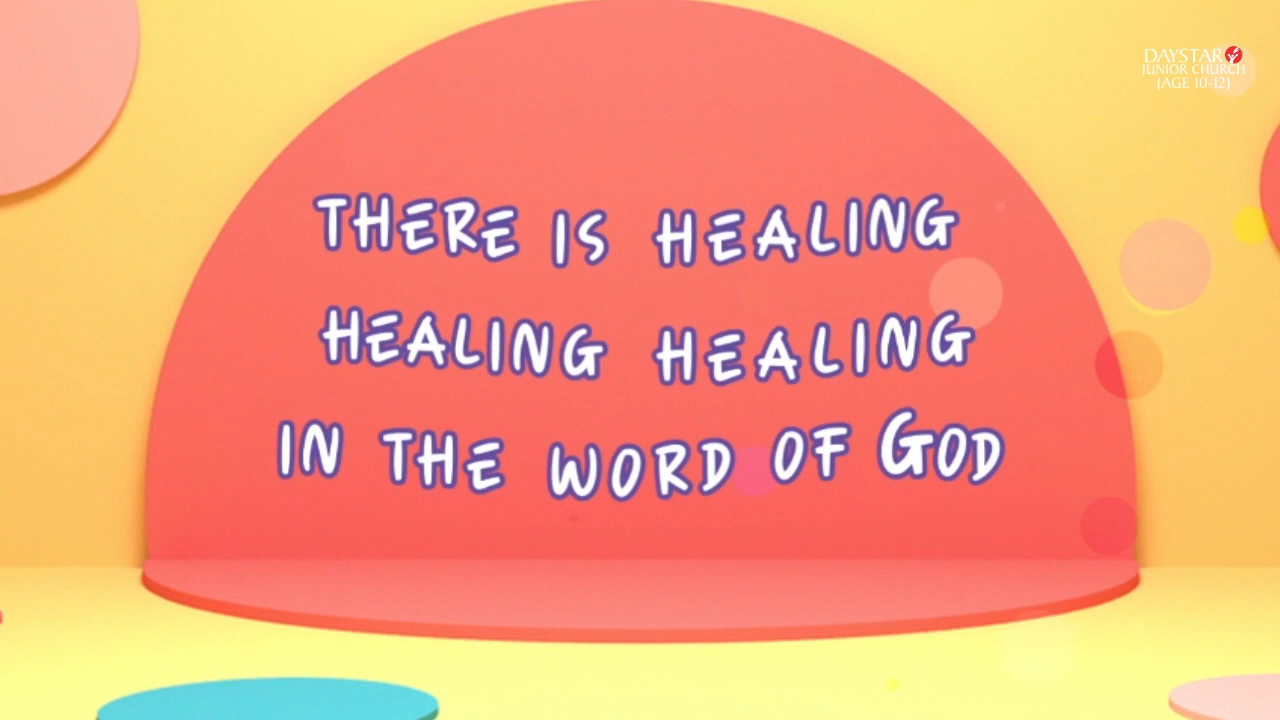 DAYSTAR
JUNIOR CHURCH
(AGE 10-12)
THERE IS HEALING
HEALING HEALING
IN THE WORD OF GOD